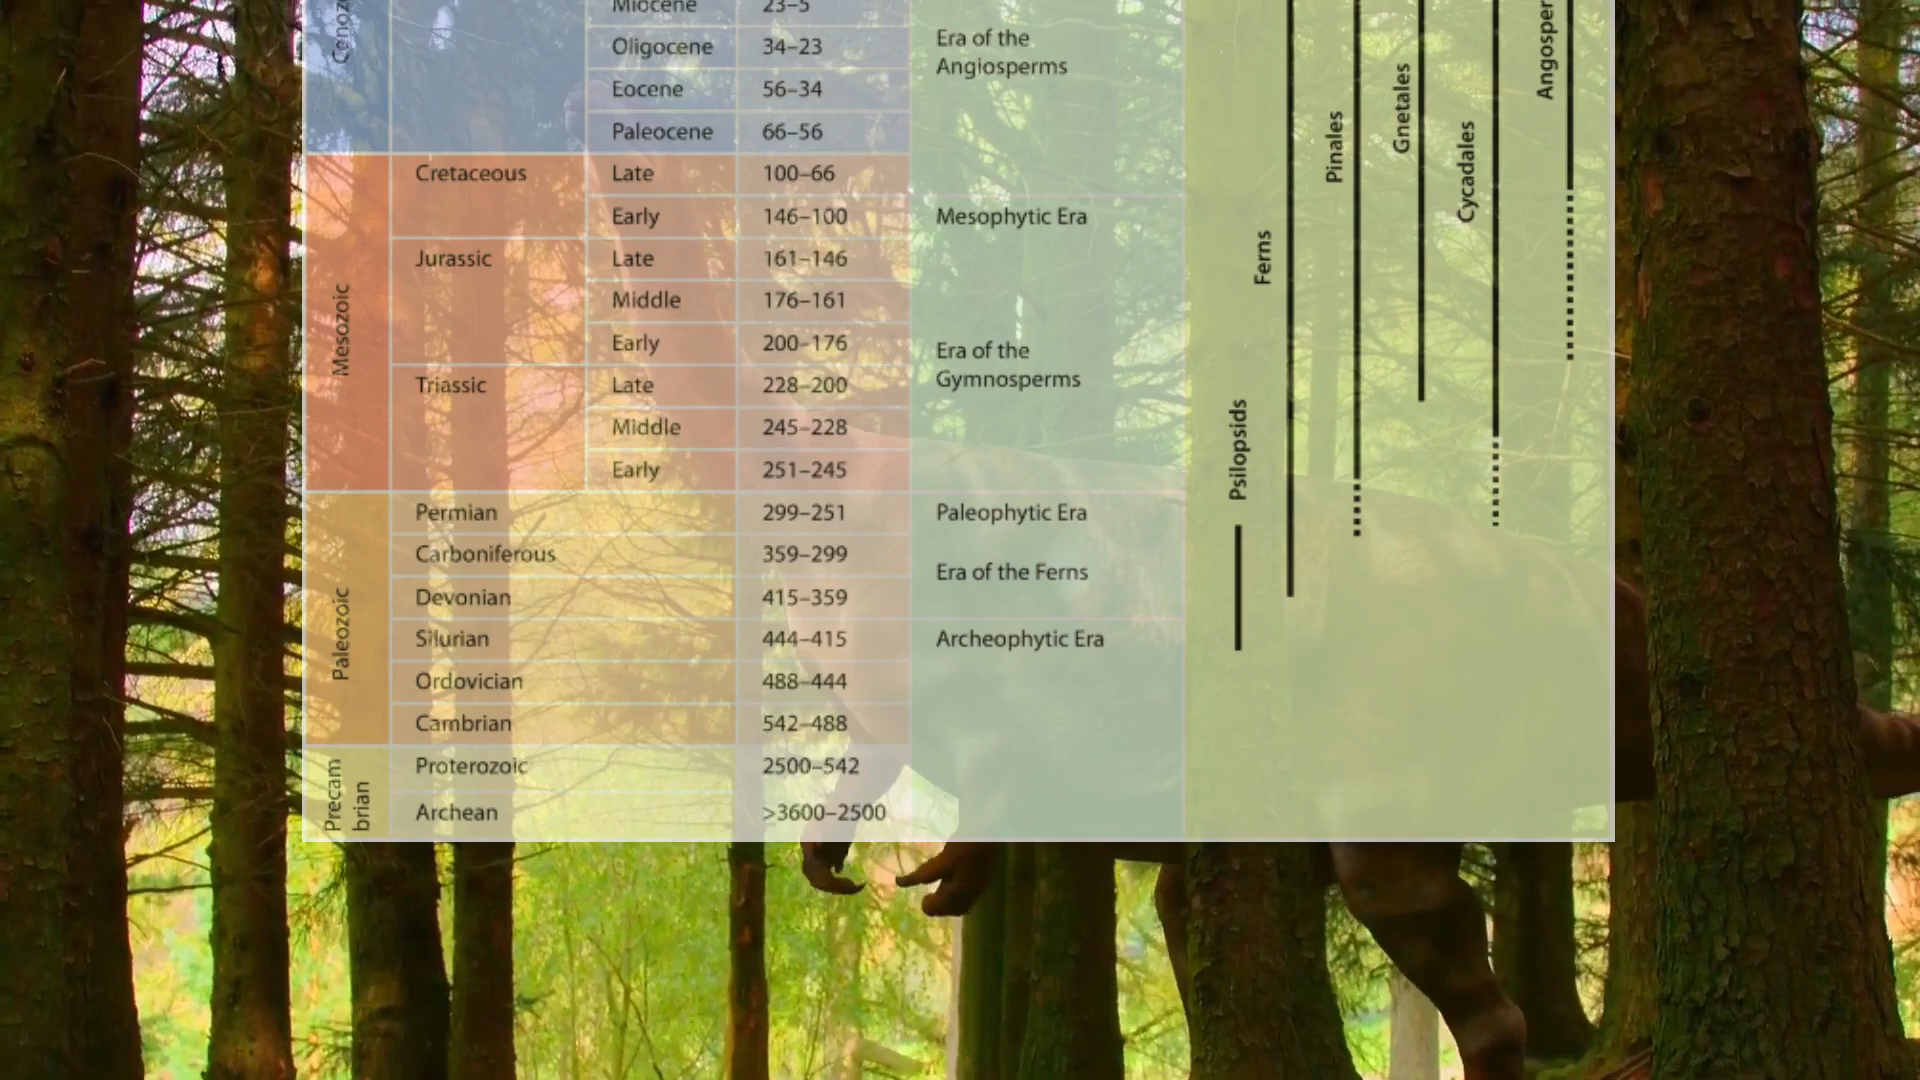 Miocene 23–5
Oligocene 34–23
Era of the
Angiosperms
Eocene 56–34
Paleocene 66–56
Cretaceous Late 100–66
Early 146–100 Mesophytic Era
Jurassic Late 161–146
Middle 176–161
Early 200–176
Era of the
Gymnosperms
Triassic Late 228–200
Middle 245–228
Early 251–245
Mesozoic
Permian 299–251 Paleophytic Era
Carboniferous 359–299
Era of the Ferns
Devonian 415–359
Silurian 444–415 Archeophytic Era
Ordovician 488–444
Cambrian 542–488
Paleozoic
Proterozoic 2500–542
Archean >3600–2500
Precam
brian
Psilopsids
Ferns
Pinales
Gnetales
Cycadales
Angosper
Cenoz